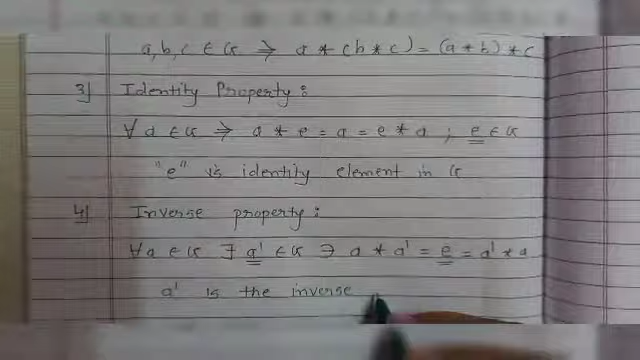 a, b, c ∈ G ⇒ a * (b * c) = (a * b) * c
3) Identity Property :
∀ a ∈ G ⇒ a * e = a = e * a ; e ∈ G
"e" is identity element in G
4) Inverse property :
∀ a ∈ G ∃ a' ∈ G ∋ a * a' = e = a' * a
a' is the inverse